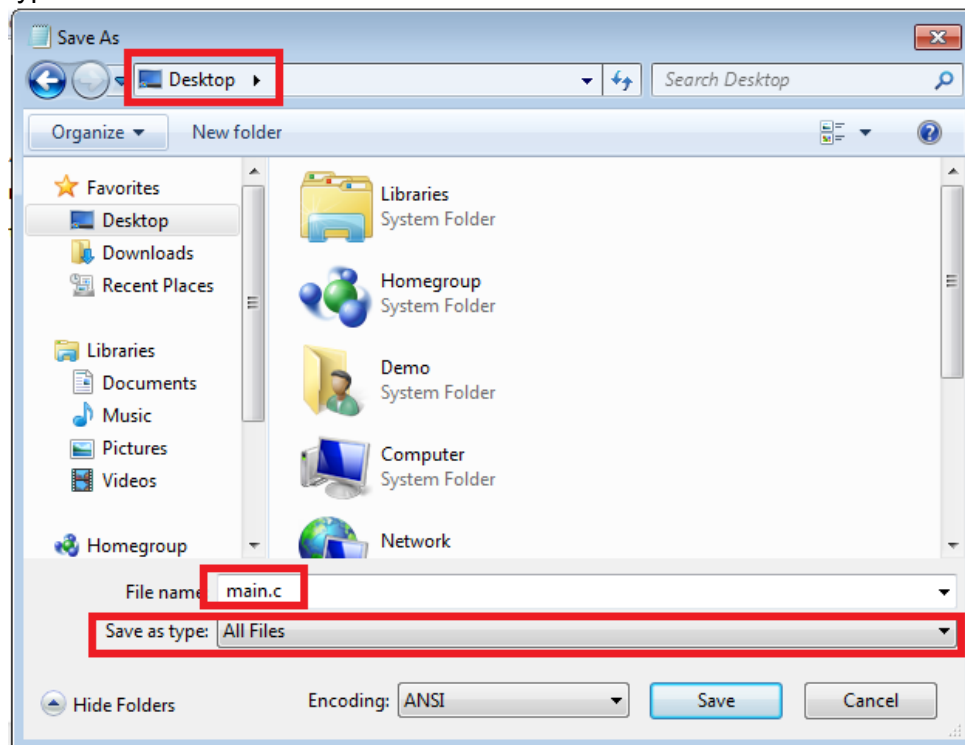 Save As
Desktop
Search Desktop
Organize
New folder
Favorites
Desktop
Downloads
Recent Places
Libraries
Documents
Music
Pictures
Videos
Homegroup
Libraries
System Folder
Homegroup
System Folder
Demo
System Folder
Computer
System Folder
Network
File name
main.c
Save as type: All Files
Hide Folders
Encoding: ANSI
Save
Cancel